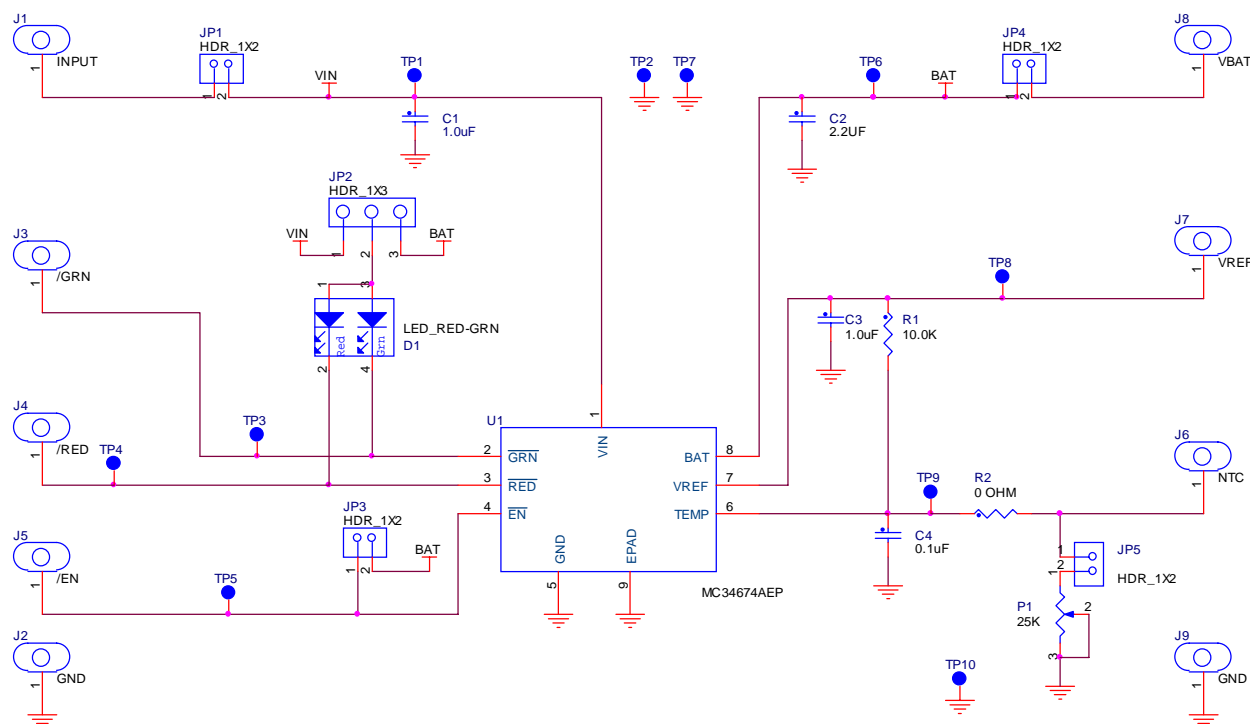 J1
1
INPUT
JP1
HDR_1X2
1
2
VIN
TP1
C1
1.0uF
TP2
TP7
TP6
BAT
C2
2.2UF
JP4
HDR_1X2
1
2
J8
1
VBAT
JP2
HDR_1X3
VIN
1
2
3
BAT
J3
1
/GRN
1
3
Red
Grn
2
4
LED_RED-GRN
D1
J7
1
VREF
TP8
C3
1.0uF
R1
10.0K
J4
1
/RED
TP4
TP3
U1
1
VIN
2
GRN
3
RED
4
EN
BAT
8
VREF
7
TEMP
6
GND
5
EPAD
9
MC34674AEP
TP9
R2
0 OHM
J6
1
NTC
C4
0.1uF
JP3
HDR_1X2
1
2
BAT
J5
1
/EN
TP5
1
2
JP5
HDR_1X2
P1
25K
1
2
3
J2
1
GND
TP10
J9
1
GND